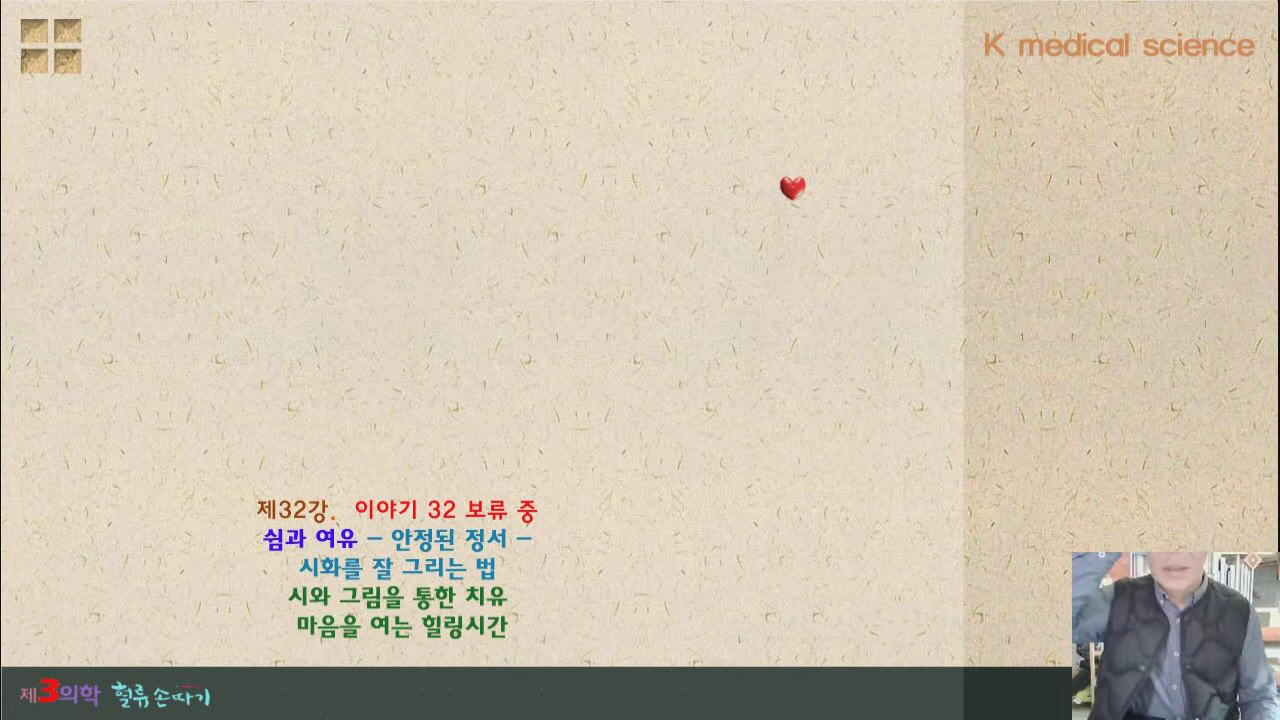 K medical science
제32강. 이야기 32 보류 중
쉼과 여유 – 안정된 정서 –
시화를 잘 그리는 법
시와 그림을 통한 치유
마음을 여는 힐링시간
제3의학 혈류 손따기